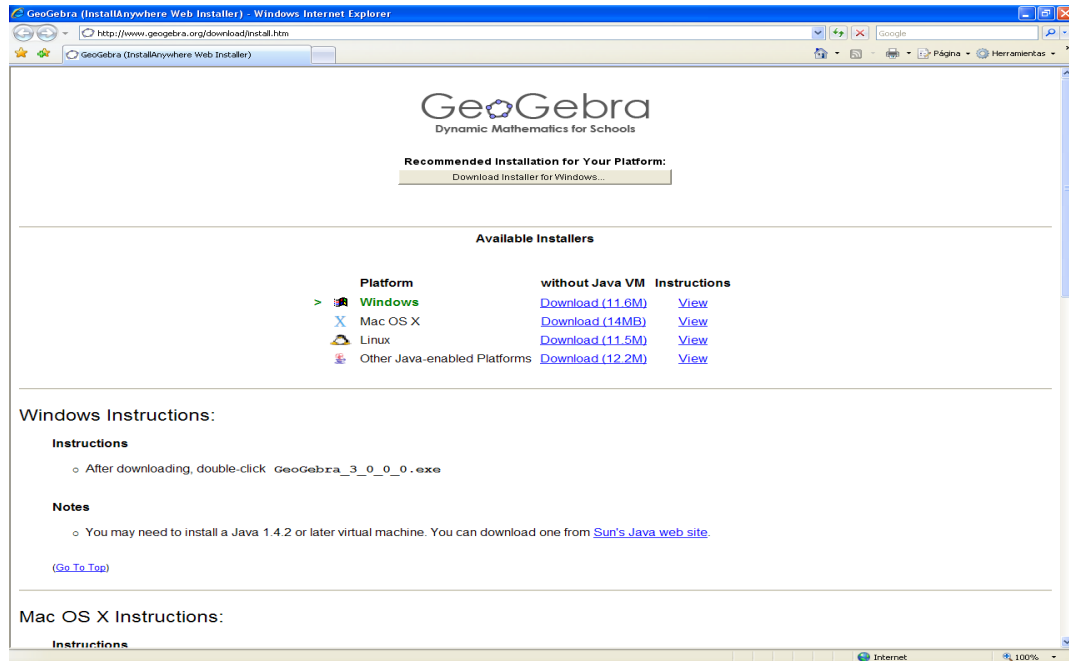 GeoGebra (InstallAnywhere Web Installer) - Windows Internet Explorer
http://www.geogebra.org/download/install.htm
Google
GeoGebra (InstallAnywhere Web Installer)
Página
Herramientas
GeoGebra
Dynamic Mathematics for Schools
Recommended Installation for Your Platform:
Download Installer for Windows...
Available Installers
Platform without Java VM Instructions
> Windows Download (11.6M) View
X Mac OS X Download (14MB) View
Linux Download (11.5M) View
Other Java-enabled Platforms Download (12.2M) View
Windows Instructions:
Instructions
After downloading, double-click GeoGebra_3_0_0_0.exe
Notes
You may need to install a Java 1.4.2 or later virtual machine. You can download one from Sun's Java web site.
(Go To Top)
Mac OS X Instructions:
Instructions
Internet 100%